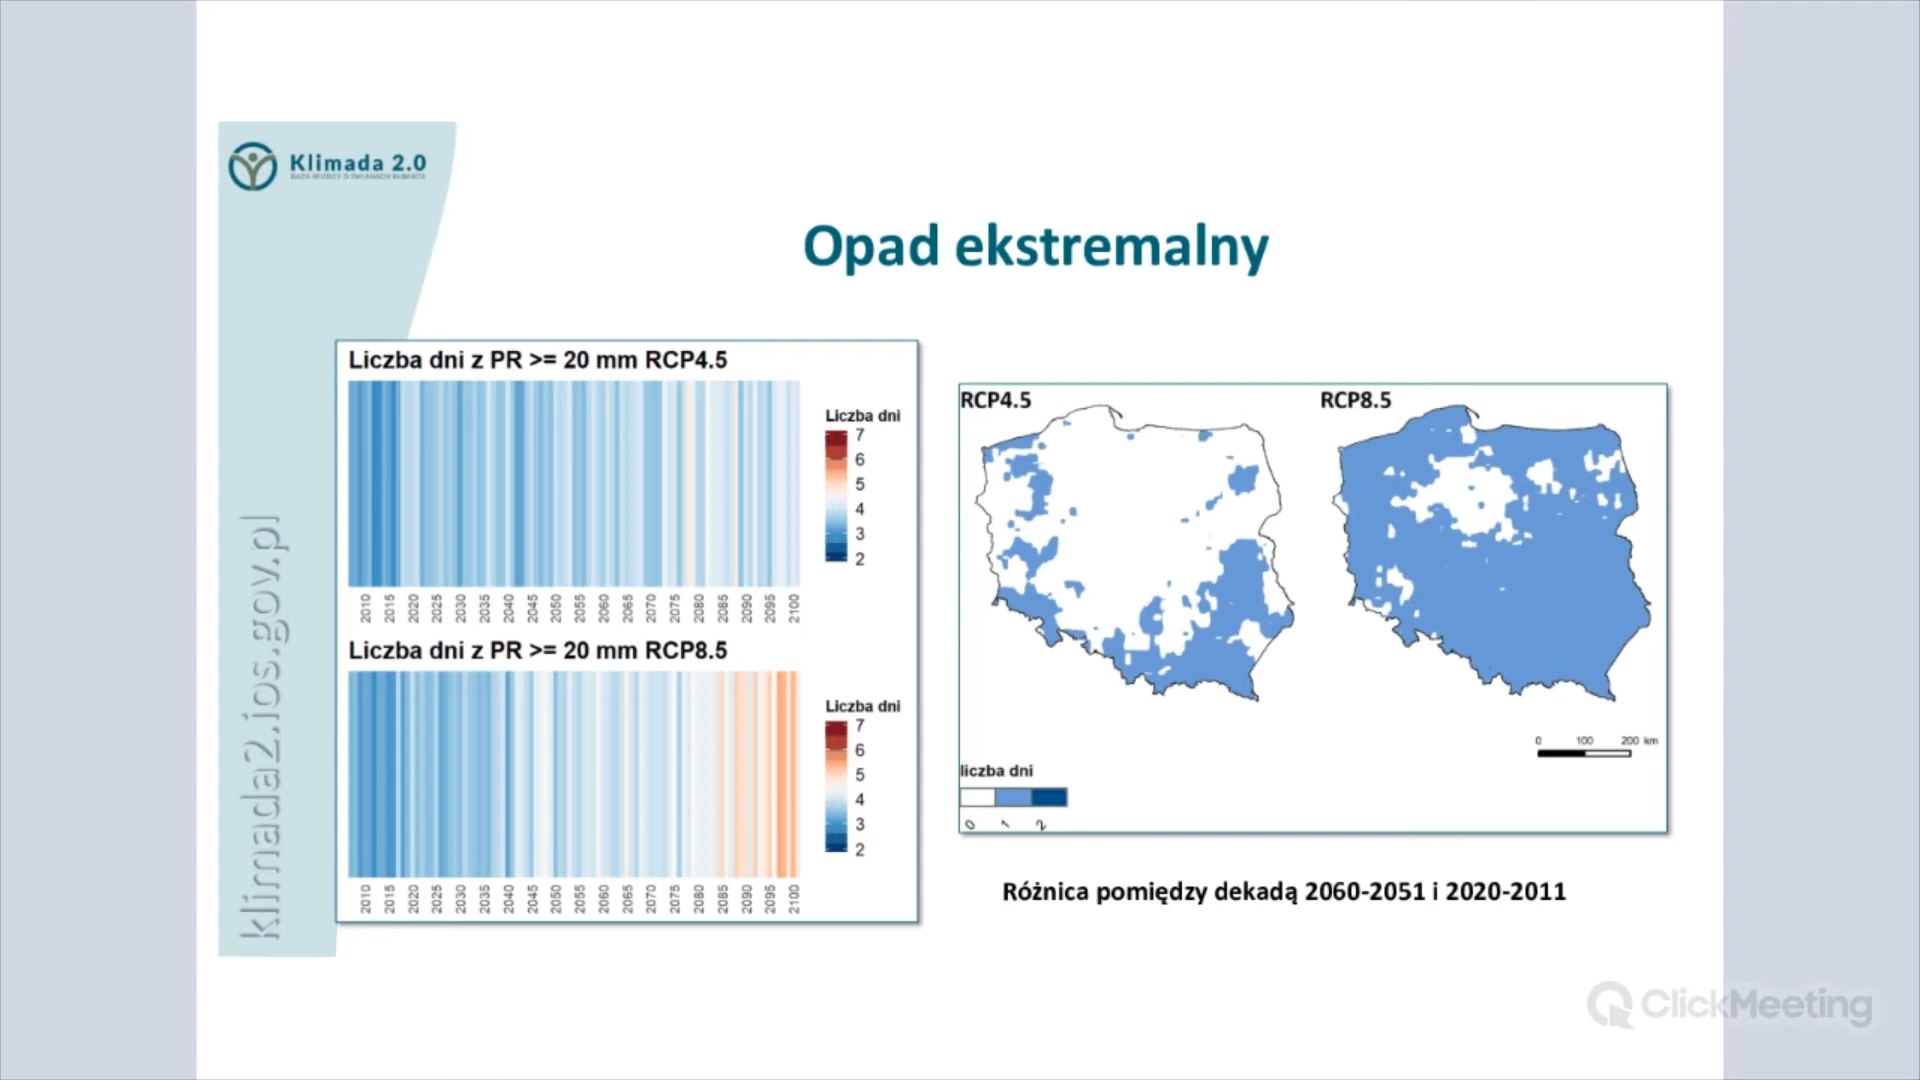 Klimada 2.0
BAZA WIEDZY O ZMIANACH KLIMATU
klimada2.ios.gov.pl
Opad ekstremalny
Liczba dni z PR >= 20 mm RCP4.5
Liczba dni
7
6
5
4
3
2
2010 2015 2020 2025 2030 2035 2040 2045 2050 2055 2060 2065 2070 2075 2080 2085 2090 2095 2100
Liczba dni z PR >= 20 mm RCP8.5
Liczba dni
7
6
5
4
3
2
2010 2015 2020 2025 2030 2035 2040 2045 2050 2055 2060 2065 2070 2075 2080 2085 2090 2095 2100
RCP4.5
RCP8.5
0 100 200 km
liczba dni
0 1 2
Różnica pomiędzy dekadą 2060-2051 i 2020-2011
ClickMeeting